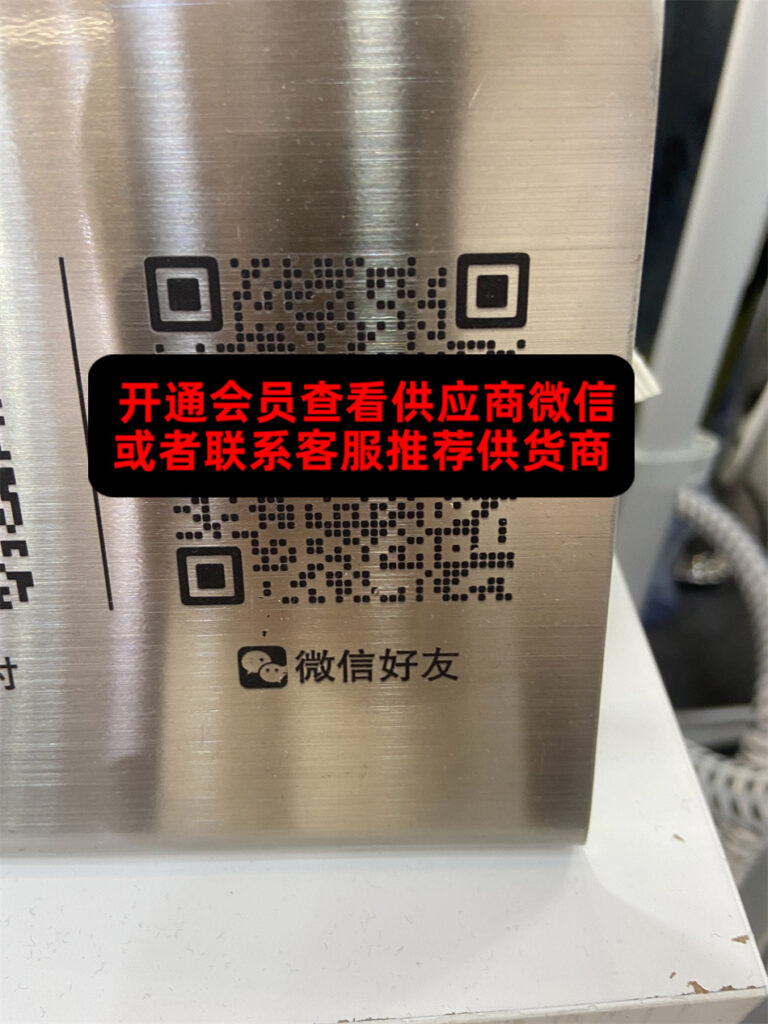 开通会员查看供应商微信
或者联系客服推荐供货商
微信好友
付